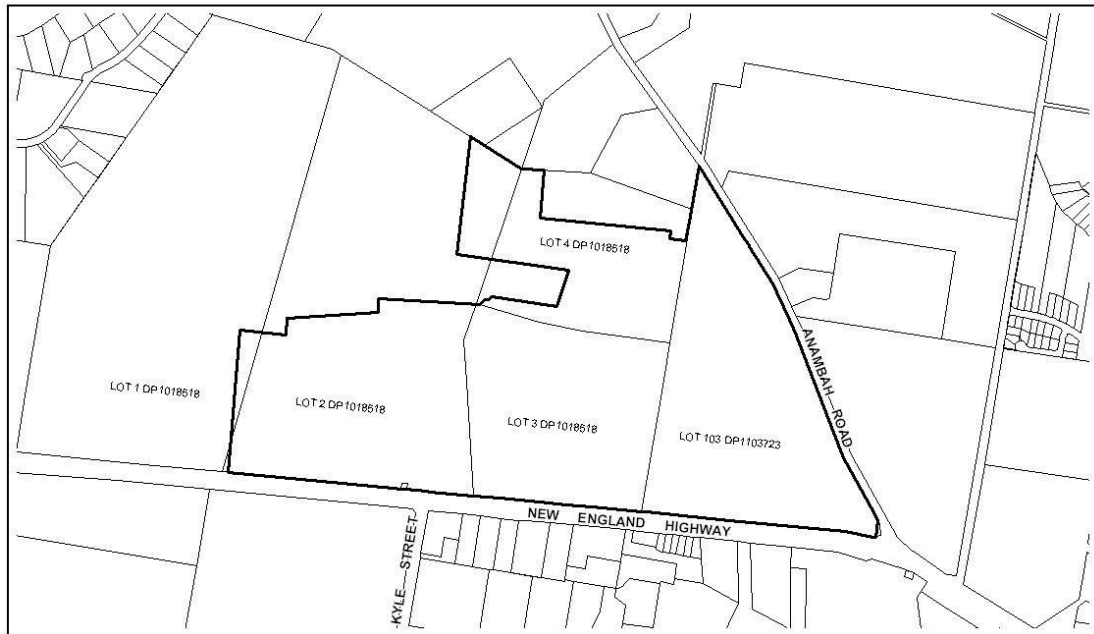 LOT 4 DP1018518
LOT 1 DP1018518
LOT 2 DP1018518
LOT 3 DP1018518
LOT 103 DP1103723
ANAMBAH ROAD
NEW ENGLAND HIGHWAY
KYLE STREET